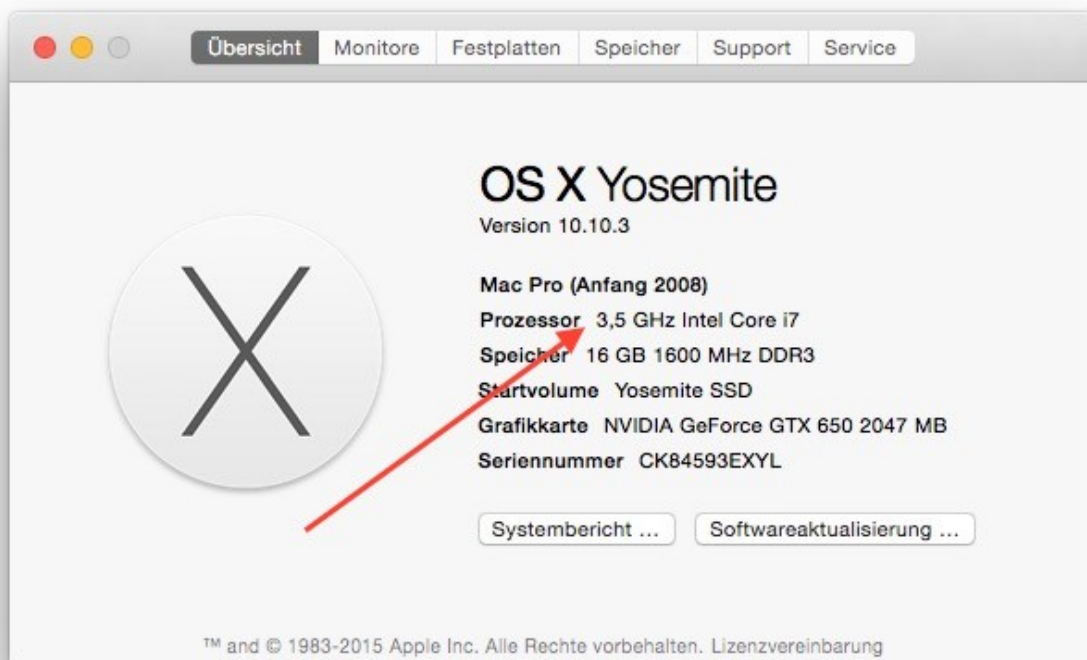 Übersicht Monitore Festplatten Speicher Support Service
OS X Yosemite
Version 10.10.3
Mac Pro (Anfang 2008)
Prozessor 3,5 GHz Intel Core i7
Speicher 16 GB 1600 MHz DDR3
Startvolume Yosemite SSD
Grafikkarte NVIDIA GeForce GTX 650 2047 MB
Seriennummer CK84593EXYL
Systembericht ... Softwareaktualisierung ...
™ and © 1983-2015 Apple Inc. Alle Rechte vorbehalten. Lizenzvereinbarung